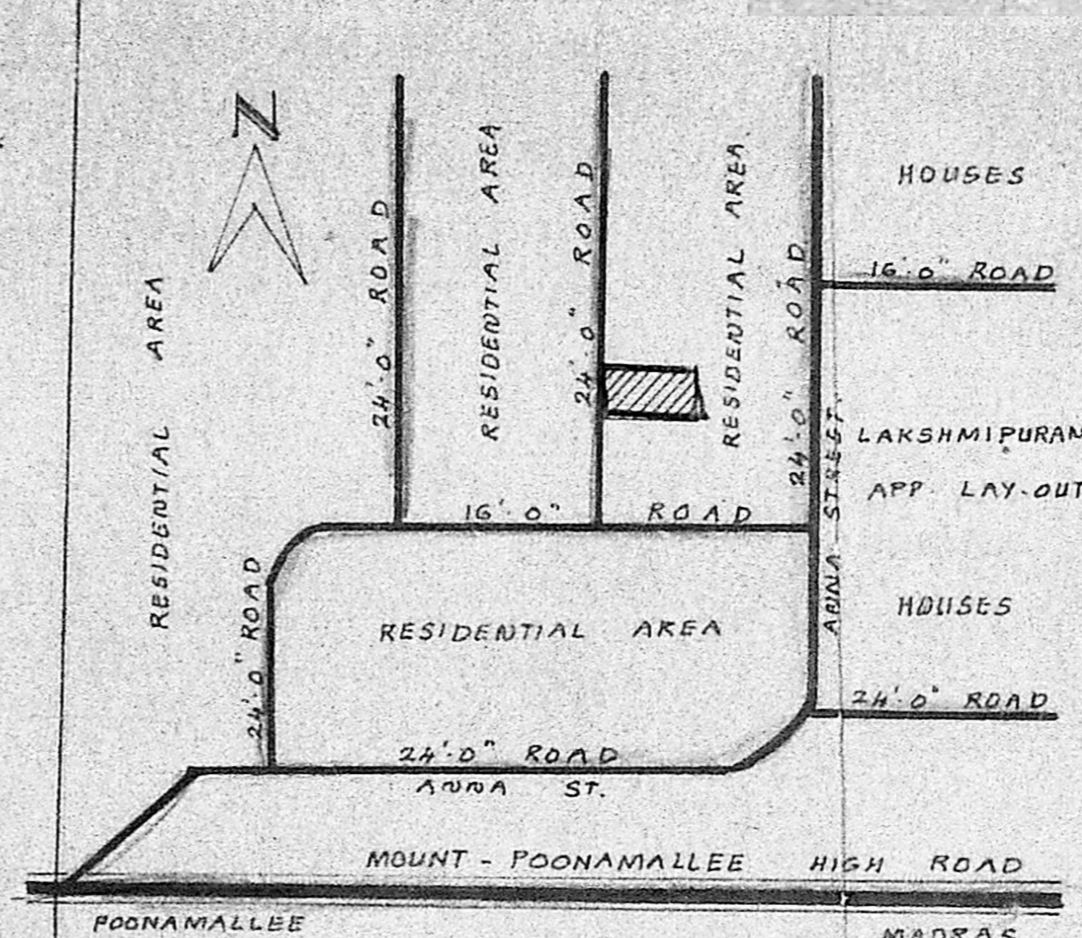 N
HOUSES
16'·0" ROAD
24'·0" ROAD
RESIDENTIAL AREA
24'·0" ROAD
RESIDENTIAL AREA
24'·0" ROAD
RESIDENTIAL AREA
LAKSHMIPURAM
APP. LAY-OUT
ANNA STREET.
16'·0" ROAD
24'·0" ROAD
RESIDENTIAL AREA
HOUSES
24'·0" ROAD
24'·0" ROAD
ANNA ST.
MOUNT - POONAMALLEE HIGH ROAD
POONAMALLEE
MADRAS